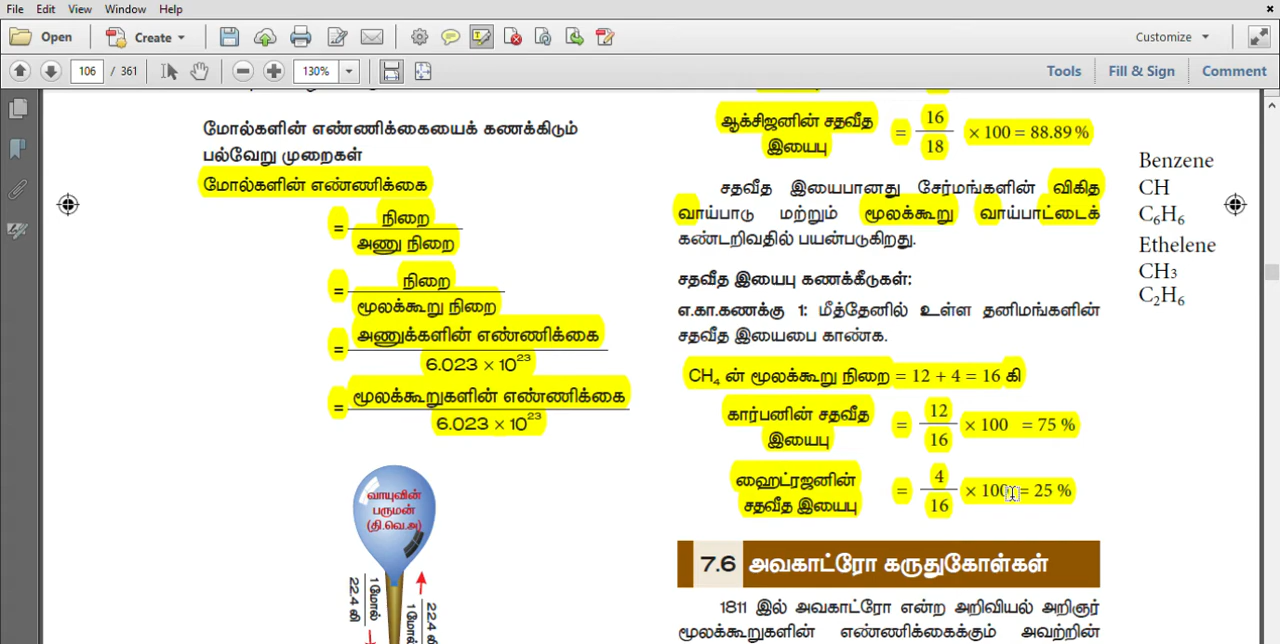 File Edit View Window Help
Open Create Customize
106 / 361 130% Tools Fill & Sign Comment
மோல்களின் எண்ணிக்கையைக் கணக்கிடும்
பல்வேறு முறைகள்
மோல்களின் எண்ணிக்கை
= நிறை
அணு நிறை
= நிறை
மூலக்கூறு நிறை
= அணுக்களின் எண்ணிக்கை
6.023 × 10²³
= மூலக்கூறுகளின் எண்ணிக்கை
6.023 × 10²³
வாயுவின்
பருமன்
(தி.வெ.அ)
1மோல்
22.4 லி
22.4 லி
1மோல்
ஆக்சிஜனின் சதவீத
இயைபு
= 16
18
× 100 = 88.89 %
சதவீத இயைபானது சேர்மங்களின் விகித
வாய்பாடு மற்றும் மூலக்கூறு வாய்பாட்டைக்
கண்டறிவதில் பயன்படுகிறது.
சதவீத இயைபு கணக்கீடுகள்:
எ.கா.கணக்கு 1: மீத்தேனில் உள்ள தனிமங்களின்
சதவீத இயைபை காண்க.
CH₄ ன் மூலக்கூறு நிறை = 12 + 4 = 16 கி
கார்பனின் சதவீத
இயைபு
= 12
16
× 100 = 75 %
ஹைட்ரஜனின்
சதவீத இயைபு
= 4
16
× 100 = 25 %
7.6 அவகாட்ரோ கருதுகோள்கள்
1811 இல் அவகாட்ரோ என்ற அறிவியல் அறிஞர்
மூலக்கூறுகளின் எண்ணிக்கைக்கும் அவற்றின்
Benzene
CH
C₆H₆
Ethelene
CH₃
C₂H₆